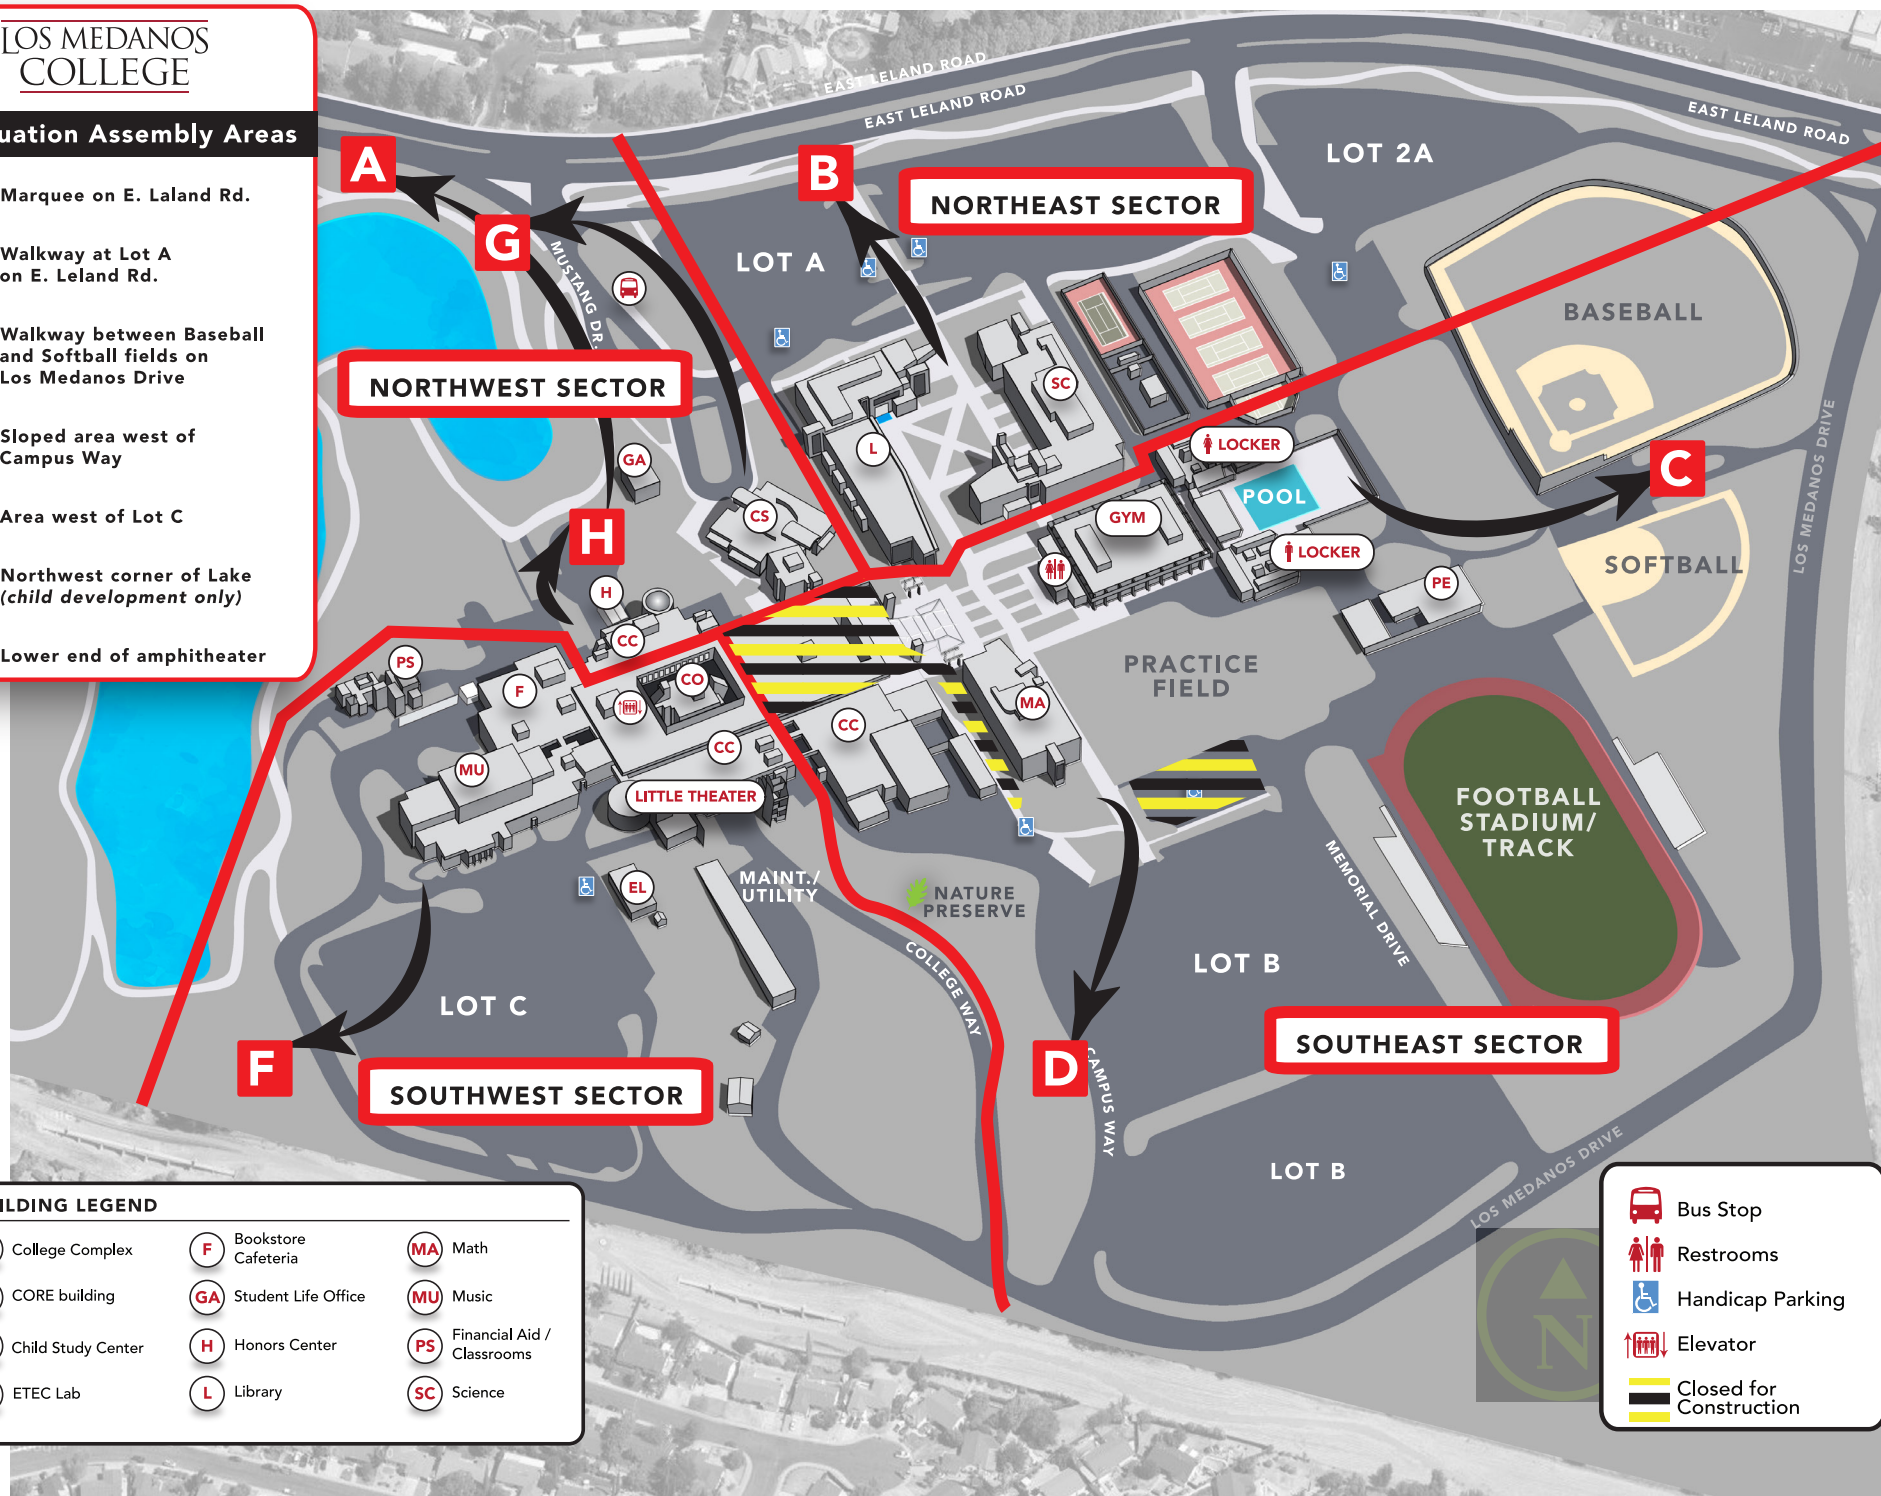 LOS MEDANOS
COLLEGE
uation Assembly Areas
Marquee on E. Laland Rd.
Walkway at Lot A
on E. Leland Rd.
Walkway between Baseball
and Softball fields on
Los Medanos Drive
Sloped area west of
Campus Way
Area west of Lot C
Northwest corner of Lake
(child development only)
Lower end of amphitheater
EAST LELAND ROAD
EAST LELAND ROAD
EAST LELAND ROAD
A
B
G
LOT 2A
NORTHEAST SECTOR
LOT A
MUSTANG DR.
BASEBALL
NORTHWEST SECTOR
SC
LOCKER
L
GA
C
POOL
CS
GYM
H
LOCKER
SOFTBALL
LOS MEDANOS DRIVE
PE
H
CC
PS
F
CO
PRACTICE
FIELD
MA
CC
CC
MU
LITTLE THEATER
FOOTBALL
STADIUM/
TRACK
EL
MAINT./
UTILITY
NATURE
PRESERVE
MEMORIAL DRIVE
COLLEGE WAY
LOT B
LOT C
F
SOUTHWEST SECTOR
D
CAMPUS WAY
SOUTHEAST SECTOR
LOT B
LOS MEDANOS DRIVE
N
ILDING LEGEND
College Complex
CORE building
Child Study Center
ETEC Lab
F Bookstore
Cafeteria
GA Student Life Office
H Honors Center
L Library
MA Math
MU Music
PS Financial Aid /
Classrooms
SC Science
Bus Stop
Restrooms
Handicap Parking
Elevator
Closed for
Construction